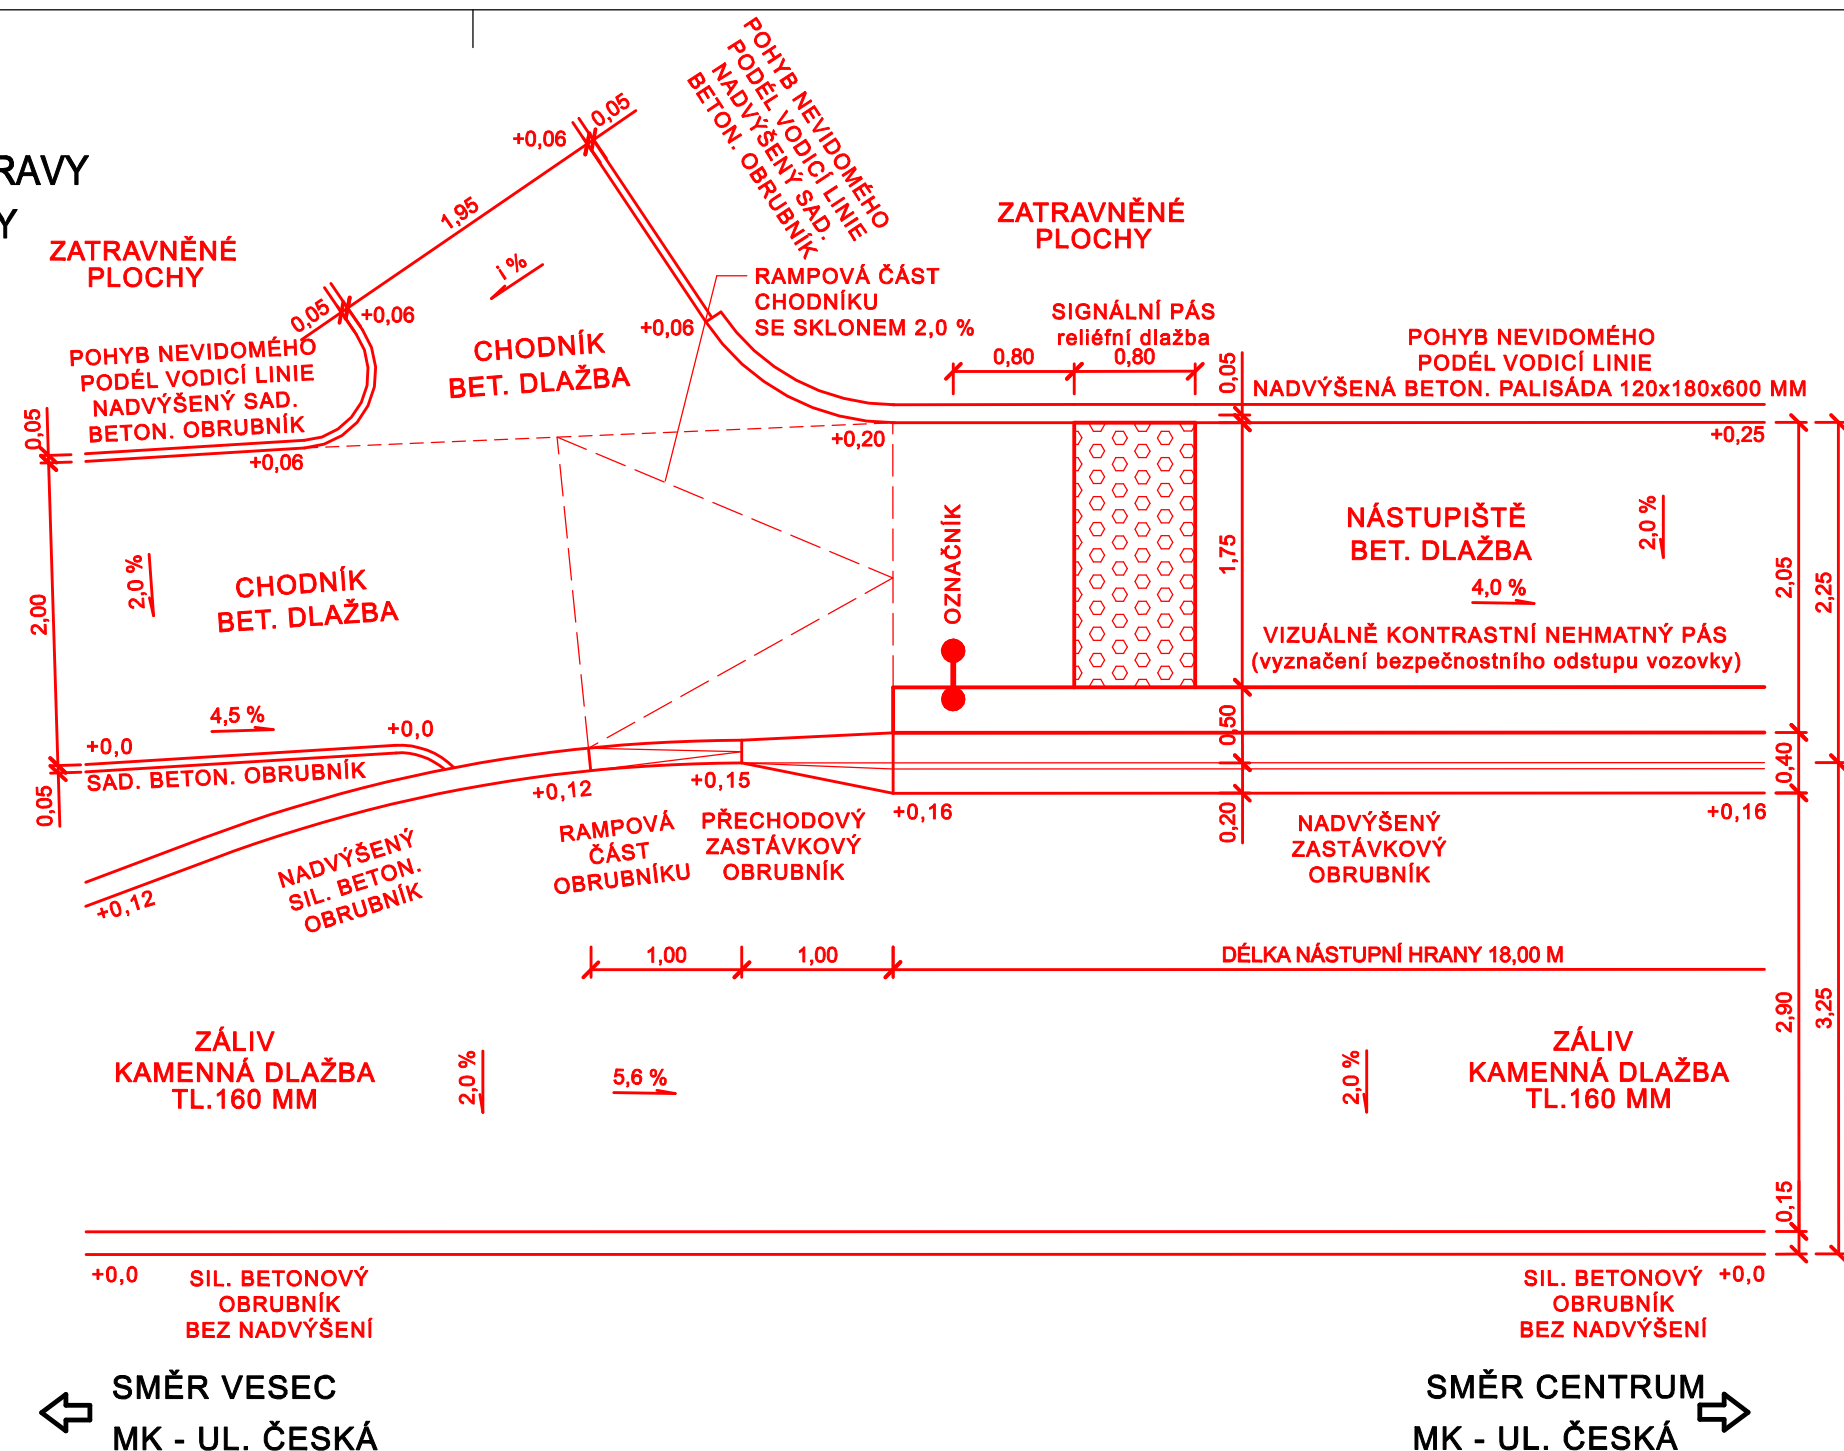 RAVY
Y
ZATRAVNĚNÉ
PLOCHY
+0,06
0,05
1,95
i %
0,05
+0,06
POHYB NEVIDOMÉHO
PODÉL VODICÍ LINIE
NADVÝŠENÝ SAD.
BETON. OBRUBNÍK
POHYB NEVIDOMÉHO
PODÉL VODICÍ LINIE
NADVÝŠENÝ SAD.
BETON. OBRUBNÍK
+0,06
CHODNÍK
BET. DLAŽBA
+0,06
RAMPOVÁ ČÁST
CHODNÍKU
SE SKLONEM 2,0 %
ZATRAVNĚNÉ
PLOCHY
SIGNÁLNÍ PÁS
reliéfní dlažba
0,80
0,80
0,05
POHYB NEVIDOMÉHO
PODÉL VODICÍ LINIE
NADVÝŠENÁ BETON. PALISÁDA 120x180x600 MM
+0,20
+0,25
0,05
2,00
2,0 %
CHODNÍK
BET. DLAŽBA
OZNAČNÍK
1,75
NÁSTUPIŠTĚ
BET. DLAŽBA
2,0 %
4,0 %
2,05
2,25
VIZUÁLNĚ KONTRASTNÍ NEHMATNÝ PÁS
(vyznačení bezpečnostního odstupu vozovky)
4,5 %
+0,0
+0,0
SAD. BETON. OBRUBNÍK
0,05
0,50
0,40
0,20
+0,12
+0,15
+0,16
+0,16
+0,12
NADVÝŠENÝ
SIL. BETON.
OBRUBNÍK
RAMPOVÁ
ČÁST
OBRUBNÍKU
PŘECHODOVÝ
ZASTÁVKOVÝ
OBRUBNÍK
NADVÝŠENÝ
ZASTÁVKOVÝ
OBRUBNÍK
1,00
1,00
DÉLKA NÁSTUPNÍ HRANY 18,00 M
2,90
3,25
ZÁLIV
KAMENNÁ DLAŽBA
TL.160 MM
2,0 %
5,6 %
2,0 %
ZÁLIV
KAMENNÁ DLAŽBA
TL.160 MM
0,15
+0,0
SIL. BETONOVÝ
OBRUBNÍK
BEZ NADVÝŠENÍ
SIL. BETONOVÝ
OBRUBNÍK
BEZ NADVÝŠENÍ
+0,0
SMĚR VESEC
MK - UL. ČESKÁ
SMĚR CENTRUM
MK - UL. ČESKÁ